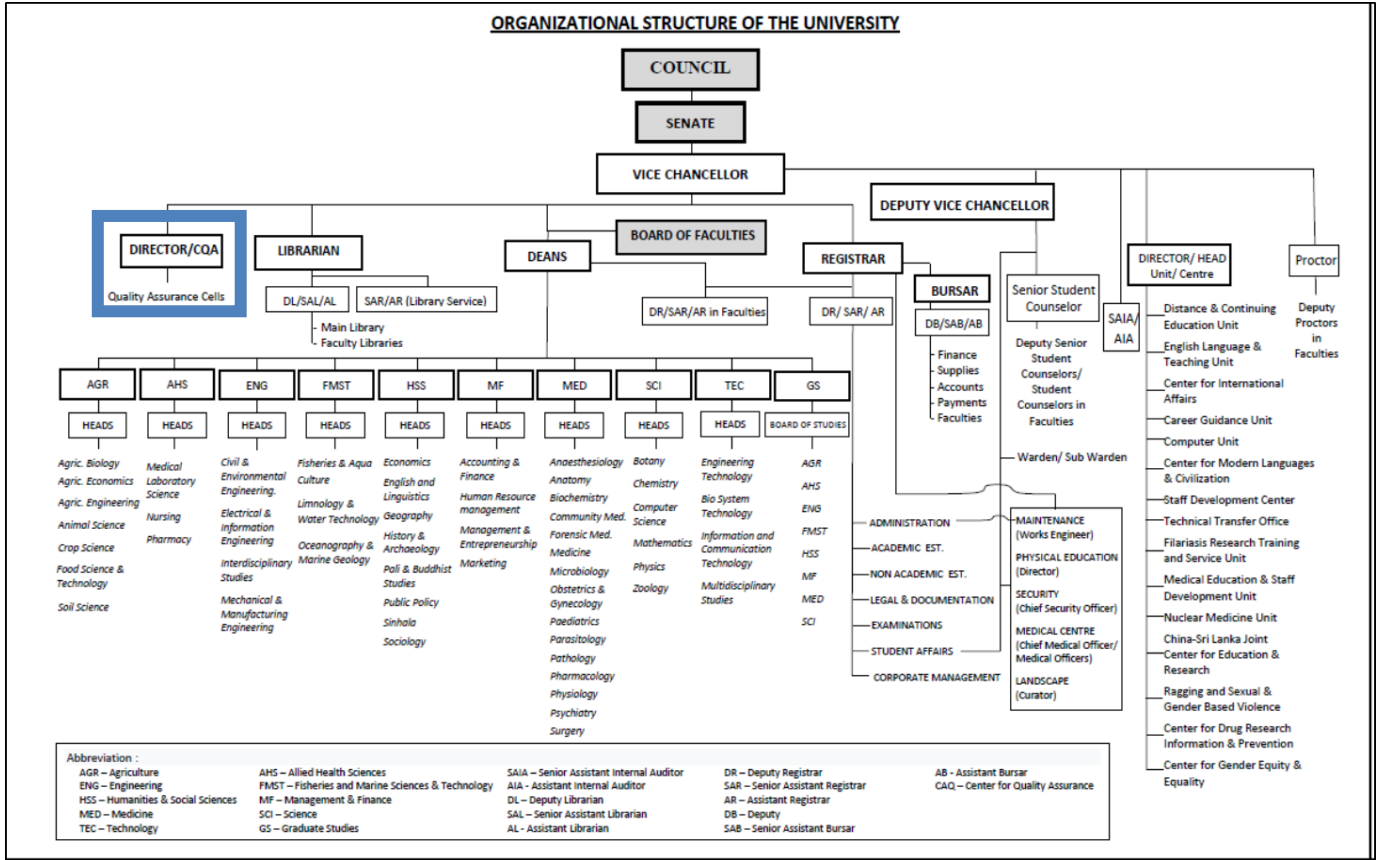 ORGANIZATIONAL STRUCTURE OF THE UNIVERSITY
COUNCIL
SENATE
VICE CHANCELLOR
DEPUTY VICE CHANCELLOR
BOARD OF FACULTIES
DIRECTOR/CQA
Quality Assurance Cells
LIBRARIAN
DL/SAL/AL
SAR/AR (Library Service)
- Main Library
- Faculty Libraries
DEANS
DR/SAR/AR in Faculties
REGISTRAR
DR/ SAR/ AR
BURSAR
DB/SAB/AB
- Finance
- Supplies
- Accounts
- Payments
- Faculties
Senior Student
Counselor
Deputy Senior
Student
Counselors/
Student
Counselors in
Faculties
Warden/ Sub Warden
SAIA/
AIA
DIRECTOR/ HEAD
Unit/ Centre
Distance & Continuing
Education Unit
English Language &
Teaching Unit
Center for International
Affairs
Career Guidance Unit
Computer Unit
Center for Modern Languages
& Civilization
Staff Development Center
Technical Transfer Office
Filariasis Research Training
and Service Unit
Medical Education & Staff
Development Unit
Nuclear Medicine Unit
China-Sri Lanka Joint
Center for Education &
Research
Ragging and Sexual &
Gender Based Violence
Center for Drug Research
Information & Prevention
Center for Gender Equity &
Equality
Proctor
Deputy
Proctors
in
Faculties
AGR
HEADS
Agric. Biology
Agric. Economics
Agric. Engineering
Animal Science
Crop Science
Food Science &
Technology
Soil Science
AHS
HEADS
Medical
Laboratory
Science
Nursing
Pharmacy
ENG
HEADS
Civil &
Environmental
Engineering.
Electrical &
Information
Engineering
Interdisciplinary
Studies
Mechanical &
Manufacturing
Engineering
FMST
HEADS
Fisheries & Aqua
Culture
Limnology &
Water Technology
Oceanography &
Marine Geology
HSS
HEADS
Economics
English and
Linguistics
Geography
History &
Archaeology
Pali & Buddhist
Studies
Public Policy
Sinhala
Sociology
MF
HEADS
Accounting &
Finance
Human Resource
management
Management &
Entrepreneurship
Marketing
MED
HEADS
Anaesthesiology
Anatomy
Biochemistry
Community Med.
Forensic Med.
Medicine
Microbiology
Obstetrics &
Gynecology
Paediatrics
Parasitology
Pathology
Pharmacology
Physiology
Psychiatry
Surgery
SCI
HEADS
Botany
Chemistry
Computer
Science
Mathematics
Physics
Zoology
TEC
HEADS
Engineering
Technology
Bio System
Technology
Information and
Communication
Technology
Multidisciplinary
Studies
GS
BOARD OF STUDIES
AGR
AHS
ENG
FMST
HSS
MF
MED
SCI
ADMINISTRATION
ACADEMIC EST.
NON ACADEMIC EST.
LEGAL & DOCUMENTATION
EXAMINATIONS
STUDENT AFFAIRS
CORPORATE MANAGEMENT
MAINTENANCE
(Works Engineer)
PHYSICAL EDUCATION
(Director)
SECURITY
(Chief Security Officer)
MEDICAL CENTRE
(Chief Medical Officer/
Medical Officers)
LANDSCAPE
(Curator)
Abbreviation :
AGR – Agriculture
ENG – Engineering
HSS – Humanities & Social Sciences
MED – Medicine
TEC – Technology
AHS – Allied Health Sciences
FMST – Fisheries and Marine Sciences & Technology
MF – Management & Finance
SCI – Science
GS – Graduate Studies
SAIA – Senior Assistant Internal Auditor
AIA - Assistant Internal Auditor
DL – Deputy Librarian
SAL – Senior Assistant Librarian
AL - Assistant Librarian
DR – Deputy Registrar
SAR – Senior Assistant Registrar
AR – Assistant Registrar
DB – Deputy
SAB – Senior Assistant Bursar
AB - Assistant Bursar
CAQ – Center for Quality Assurance